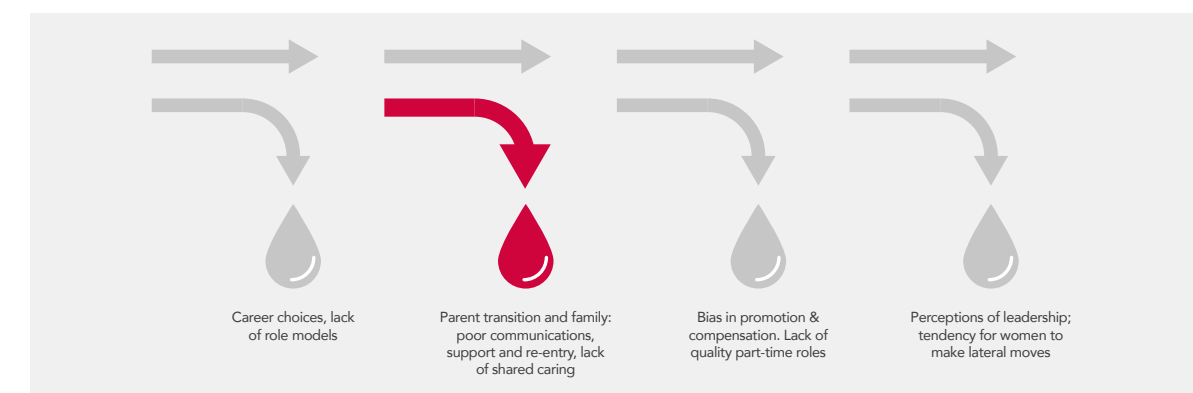 Career choices, lack
of role models
Parent transition and family:
poor communications,
support and re-entry, lack
of shared caring
Bias in promotion &
compensation. Lack of
quality part-time roles
Perceptions of leadership;
tendency for women to
make lateral moves